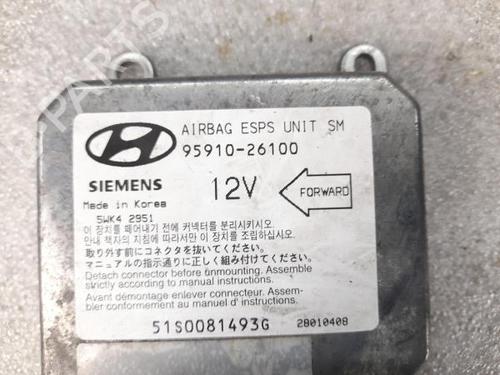 AIRBAG ESPS UNIT SM
95910-26100
SIEMENS
12V
FORWARD
Made in Korea
5WK4 2951
이 장치를 떼어내기 전에 커넥터를 분리시키시오.
안내 책자의 지침에 따라서만 이 장치를 조립하십시오.
取り外す前にコネクタを抜いてください。
マニュアルの指示通りに正しく組み付けてください。
Detach connector before unmounting. Assemble
strictly according to manual instructions.
Avant démontage enlever connecteur. Assem-
bler conformement au manuel d' instructions.
51S0081493G
28010408